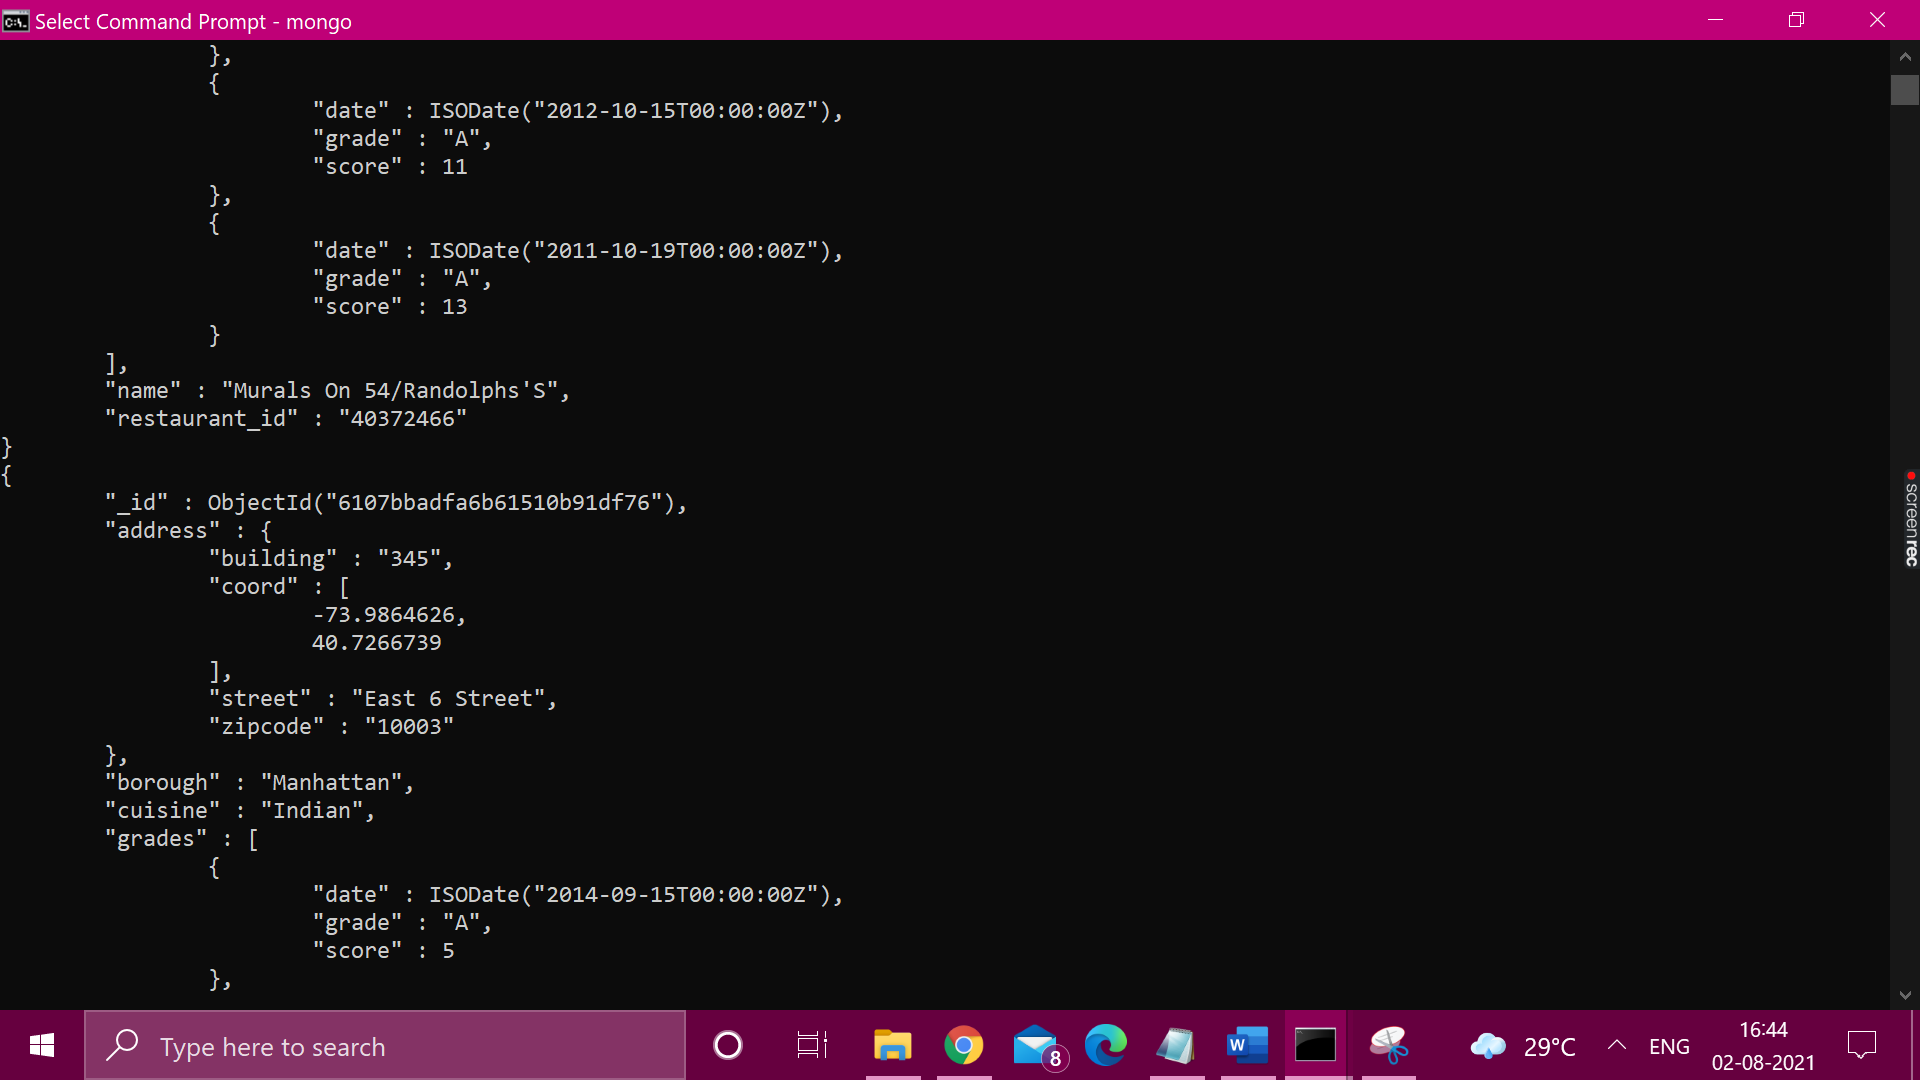 Select Command Prompt - mongo
},
{
"date" : ISODate("2012-10-15T00:00:00Z"),
"grade" : "A",
"score" : 11
},
{
"date" : ISODate("2011-10-19T00:00:00Z"),
"grade" : "A",
"score" : 13
}
],
"name" : "Murals On 54/Randolphs'S",
"restaurant_id" : "40372466"
}
{
"_id" : ObjectId("6107bbadfa6b61510b91df76"),
"address" : {
"building" : "345",
"coord" : [
-73.9864626,
40.7266739
],
"street" : "East 6 Street",
"zipcode" : "10003"
},
"borough" : "Manhattan",
"cuisine" : "Indian",
"grades" : [
{
"date" : ISODate("2014-09-15T00:00:00Z"),
"grade" : "A",
"score" : 5
},
screenrec
Type here to search
8
W
29°C
ENG
16:44
02-08-2021